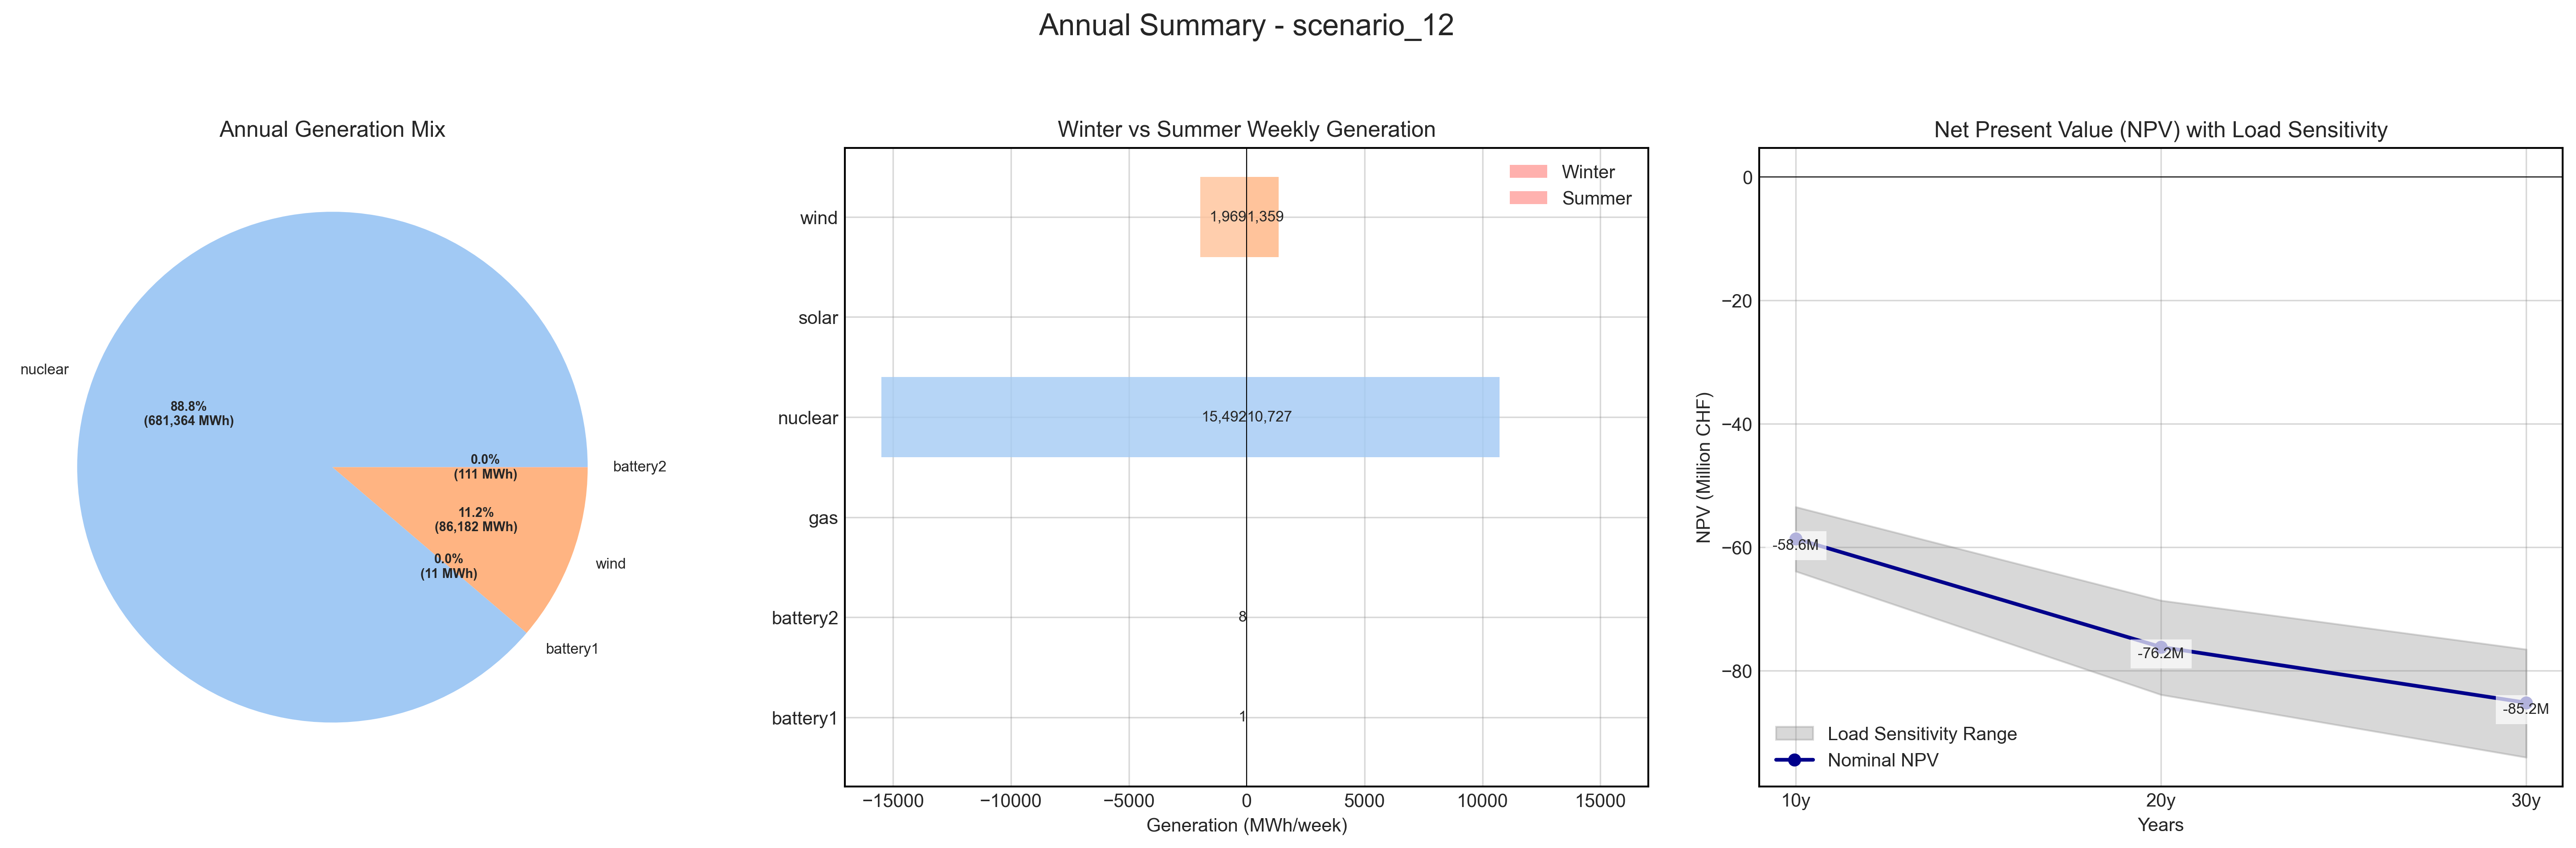 Annual Summary - scenario_12
Annual Generation Mix
nuclear
88.8%
(681,364 MWh)
0.0%
(111 MWh)
battery2
11.2%
(86,182 MWh)
wind
0.0%
(11 MWh)
battery1
Winter vs Summer Weekly Generation
Winter
Summer
wind
1,969
1,359
solar
nuclear
15,492
10,727
gas
battery2
8
battery1
1
−15000
−10000
−5000
0
5000
10000
15000
Generation (MWh/week)
Net Present Value (NPV) with Load Sensitivity
NPV (Million CHF)
0
−20
−40
−60
−80
-58.6M
-76.2M
-85.2M
Load Sensitivity Range
Nominal NPV
10y
20y
30y
Years